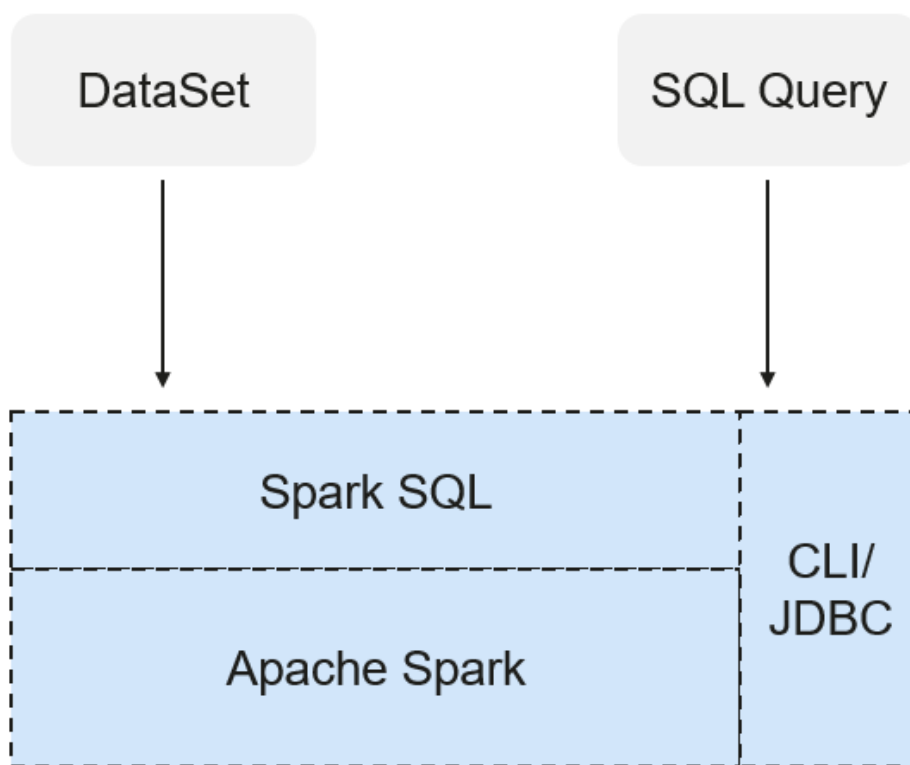 DataSet
SQL Query
Spark SQL
CLI/
JDBC
Apache Spark